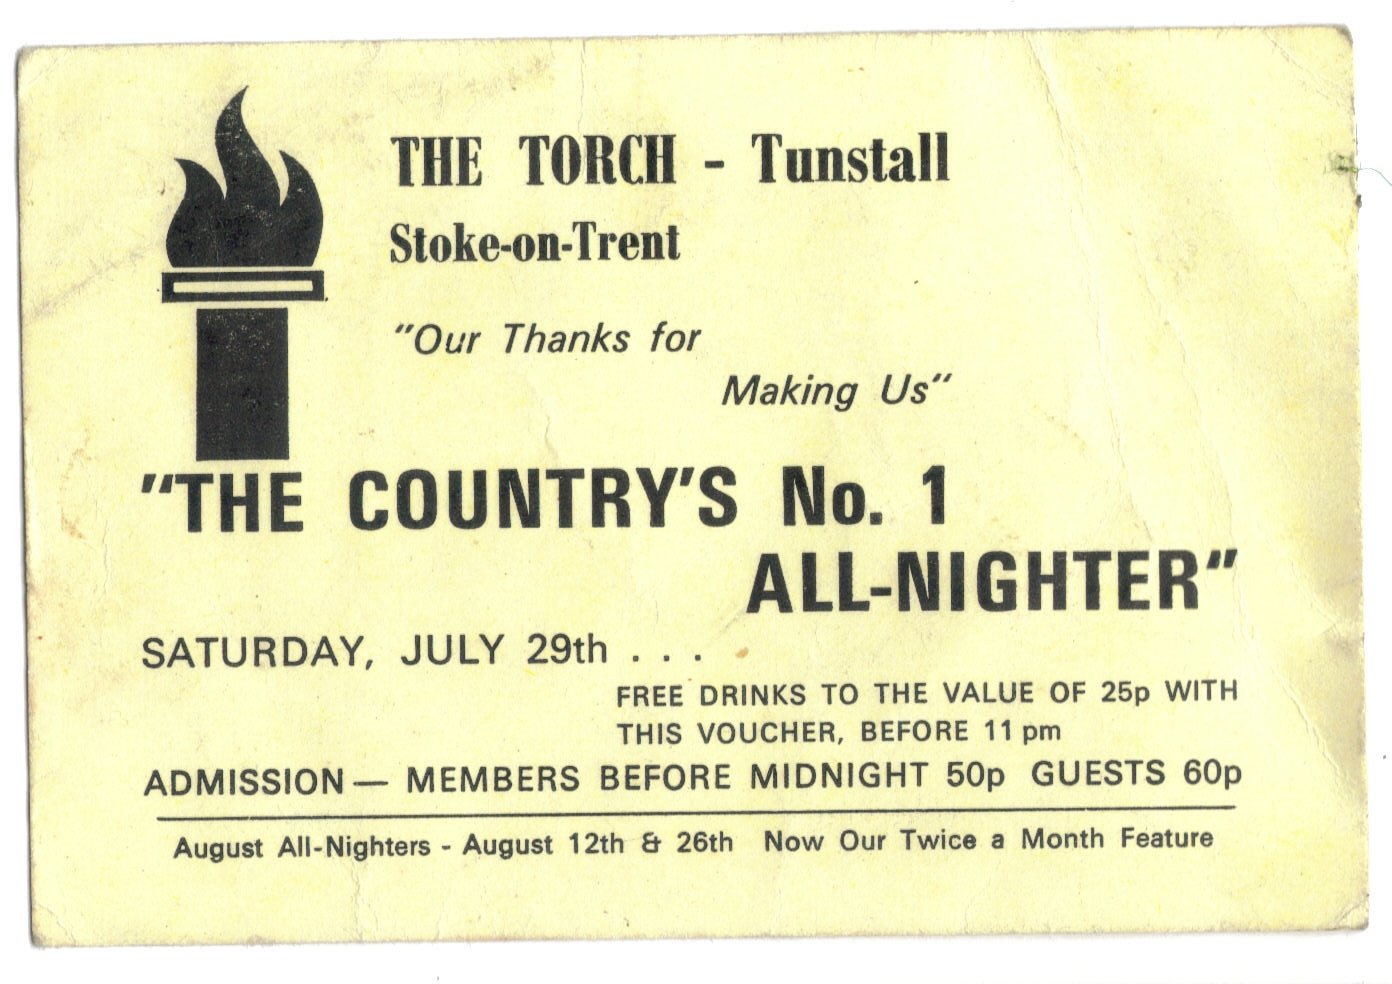 THE TORCH - Tunstall
Stoke-on-Trent
"Our Thanks for
Making Us"
"THE COUNTRY'S No. 1
ALL-NIGHTER"
SATURDAY, JULY 29th . . .
FREE DRINKS TO THE VALUE OF 25p WITH
THIS VOUCHER, BEFORE 11 pm
ADMISSION — MEMBERS BEFORE MIDNIGHT 50p GUESTS 60p
August All-Nighters - August 12th & 26th Now Our Twice a Month Feature